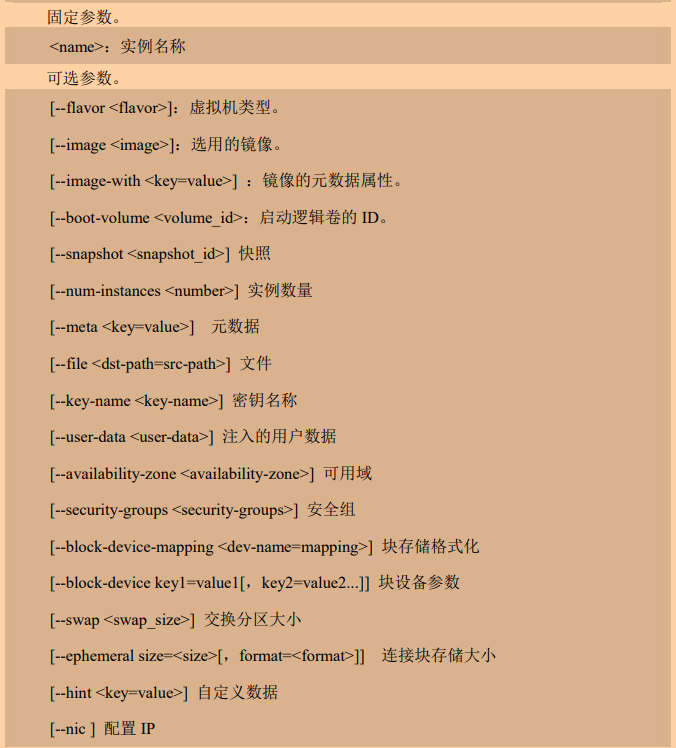 固定参数。
<name>：实例名称
可选参数。
[--flavor <flavor>]：虚拟机类型。
[--image <image>]：选用的镜像。
[--image-with <key=value>] ：镜像的元数据属性。
[--boot-volume <volume_id>：启动逻辑卷的 ID。
[--snapshot <snapshot_id>] 快照
[--num-instances <number>] 实例数量
[--meta <key=value>] 元数据
[--file <dst-path=src-path>] 文件
[--key-name <key-name>] 密钥名称
[--user-data <user-data>] 注入的用户数据
[--availability-zone <availability-zone>] 可用域
[--security-groups <security-groups>] 安全组
[--block-device-mapping <dev-name=mapping>] 块存储格式化
[--block-device key1=value1[，key2=value2...]] 块设备参数
[--swap <swap_size>] 交换分区大小
[--ephemeral size=<size>[，format=<format>]] 连接块存储大小
[--hint <key=value>] 自定义数据
[--nic ] 配置 IP